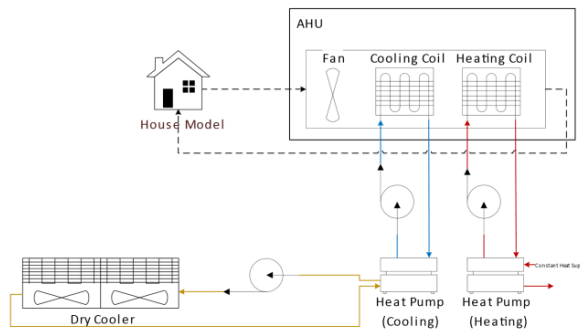 AHU
Fan
Cooling Coil
Heating Coil
House Model
Constant Heat Sup
Dry Cooler
Heat Pump
(Cooling)
Heat Pump
(Heating)